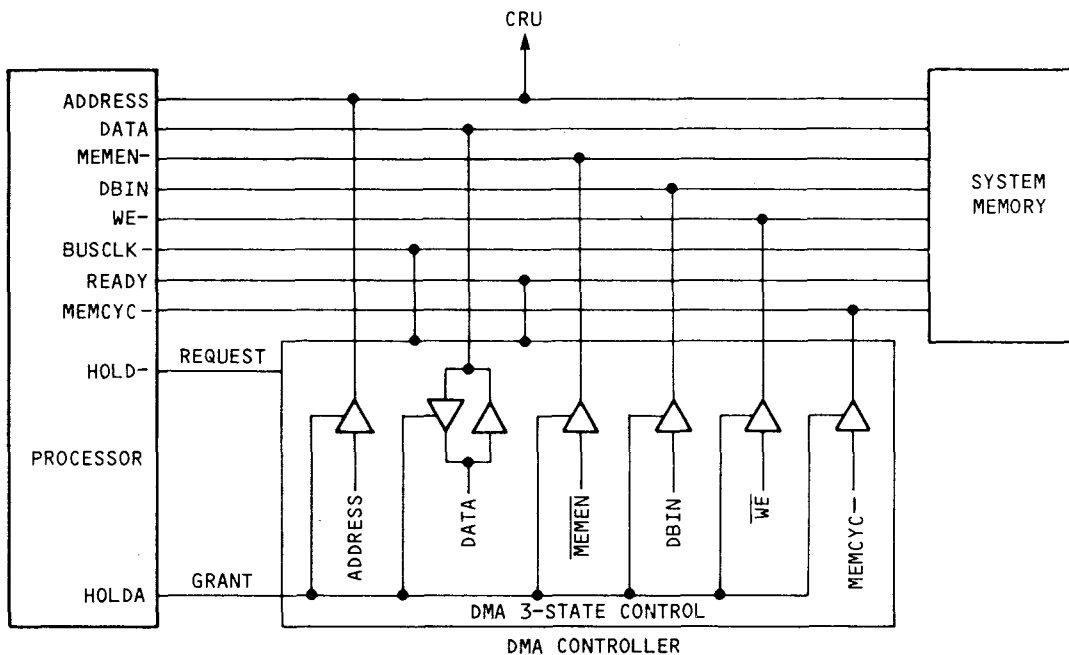 CRU
ADDRESS
DATA
MEMEN-
DBIN
WE-
BUSCLK-
READY
MEMCYC-
HOLD-
PROCESSOR
HOLDA
REQUEST
GRANT
SYSTEM
MEMORY
ADDRESS
DATA
MEMEN
DBIN
WE
MEMCYC-
DMA 3-STATE CONTROL
DMA CONTROLLER